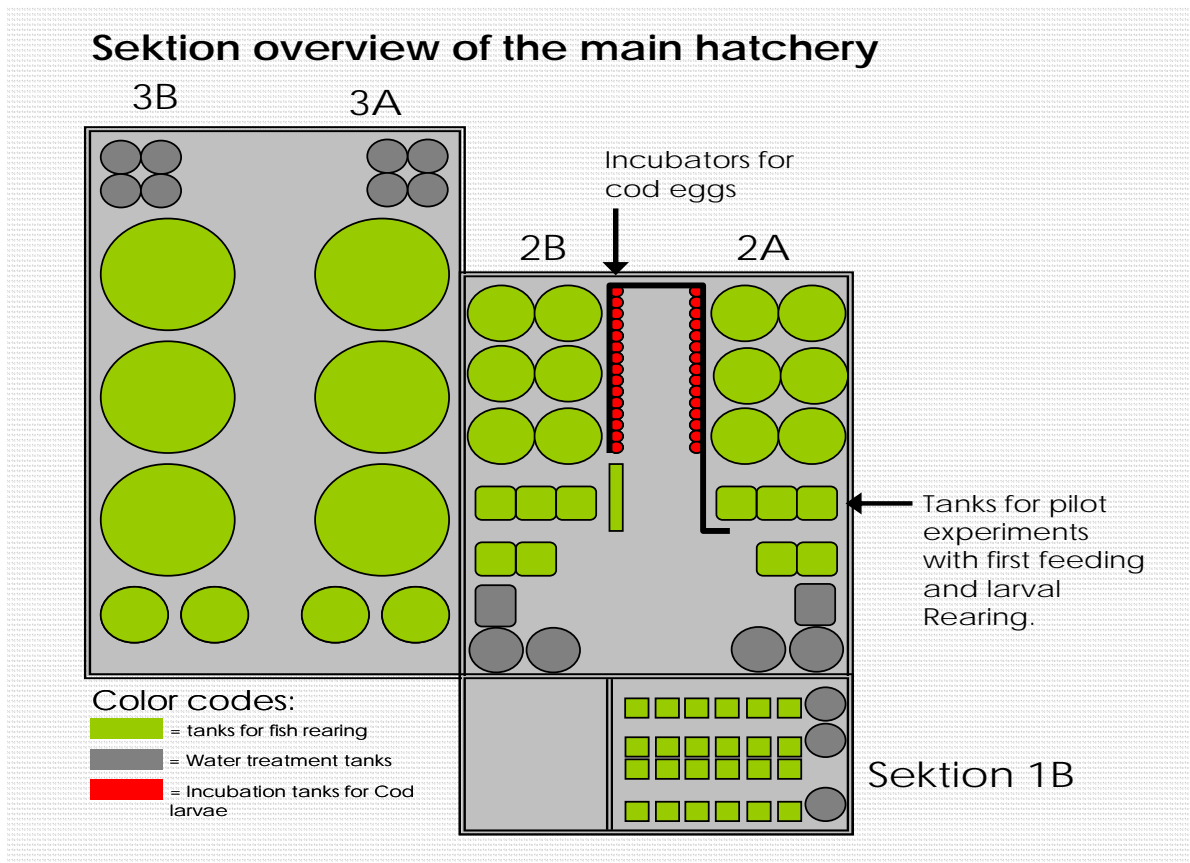 Sektion overview of the main hatchery
3B
3A
Incubators for
cod eggs
2B
2A
Tanks for pilot
experiments
with first feeding
and larval
Rearing.
Color codes:
= tanks for fish rearing
= Water treatment tanks
= Incubation tanks for Cod
larvae
Sektion 1B